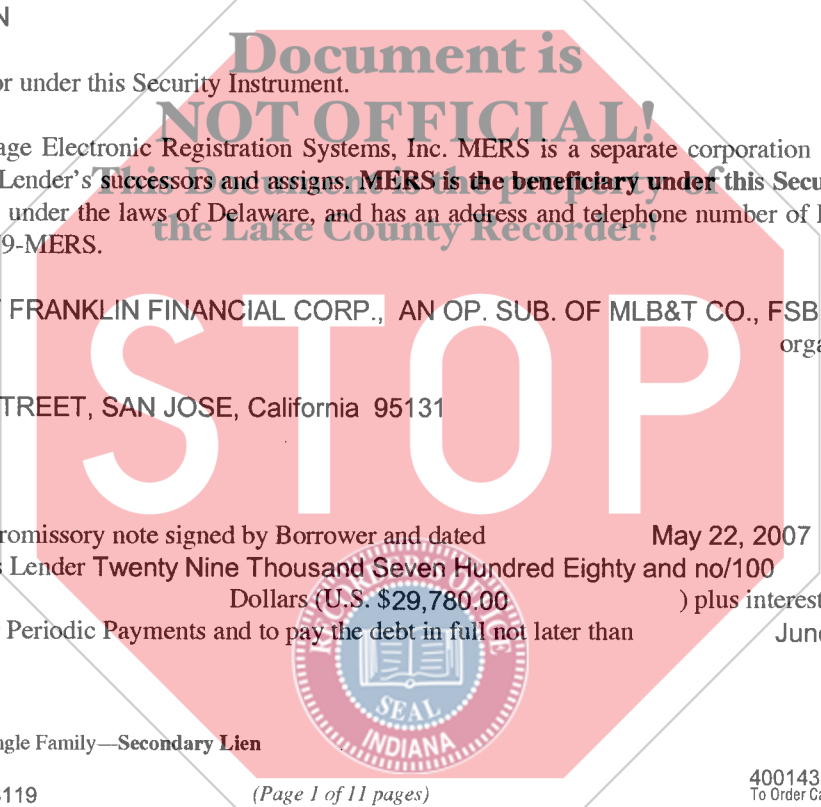 N
Document is
or under this Security Instrument.
NOT OFFICIAL!
age Electronic Registration Systems, Inc. MERS is a separate corporation
Lender's successors and assigns. MERS is the beneficiary under this Secu
This Document is the property of
under the laws of Delaware, and has an address and telephone number of
the Lake County Recorder!
9-MERS.
FRANKLIN FINANCIAL CORP., AN OP. SUB. OF MLB&T CO., FSB
orga
STOP
TREET, SAN JOSE, California 95131
romissory note signed by Borrower and dated May 22, 2007
s Lender Twenty Nine Thousand Seven Hundred Eighty and no/100
Dollars (U.S. $29,780.00 ) plus interest
Periodic Payments and to pay the debt in full not later than June
RECORDER OFFICE
SEAL
INDIANA
ngle Family—Secondary Lien
119 (Page 1 of 11 pages) 400143
To Order Ca